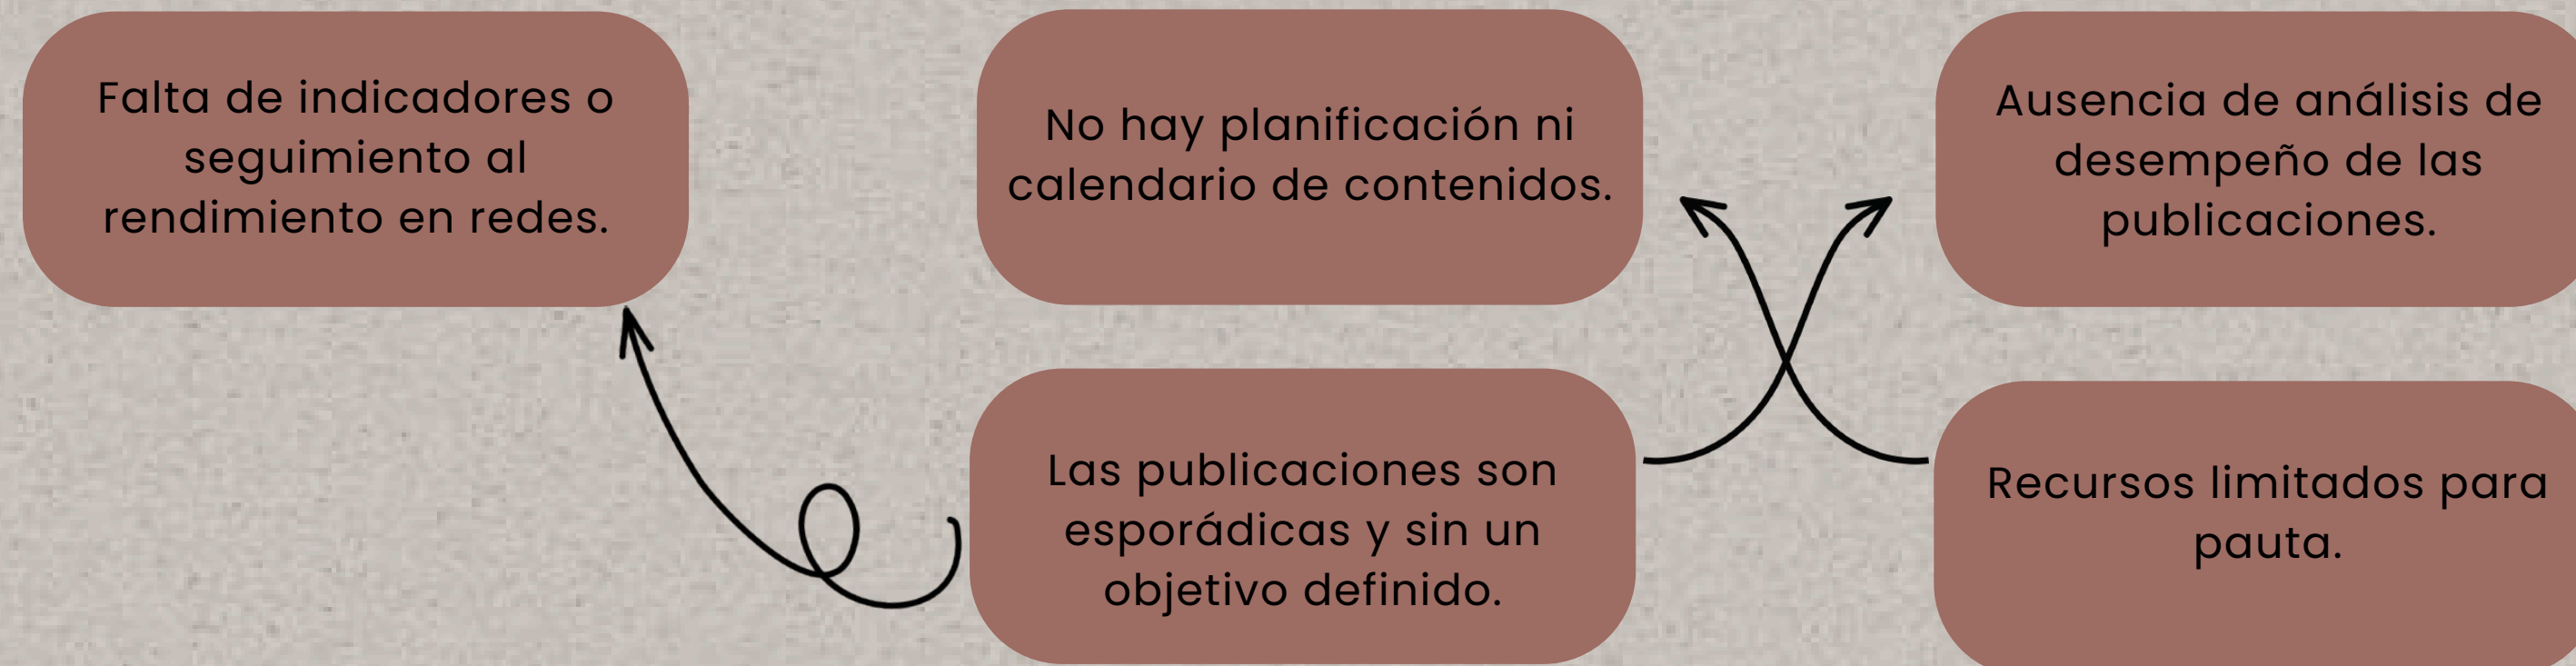 Falta de indicadores o
seguimiento al
rendimiento en redes.
No hay planificación ni
calendario de contenidos.
Ausencia de análisis de
desempeño de las
publicaciones.
Las publicaciones son
esporádicas y sin un
objetivo definido.
Recursos limitados para
pauta.